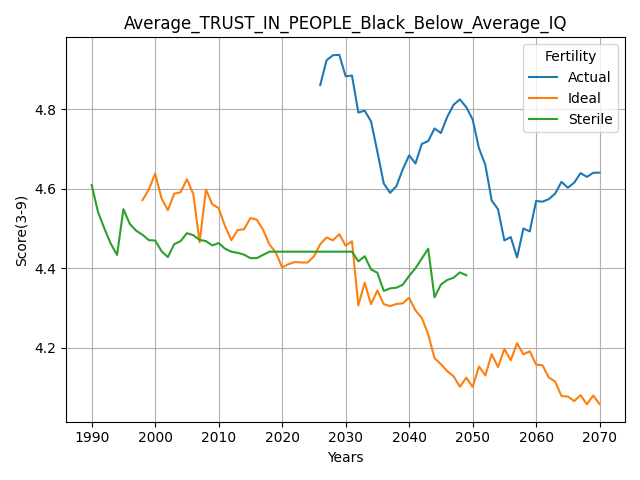 Average_TRUST_IN_PEOPLE_Black_Below_Average_IQ
Fertility
Actual
Ideal
Sterile
Score(3-9)
4.8
4.6
4.4
4.2
1990 2000 2010 2020 2030 2040 2050 2060 2070
Years